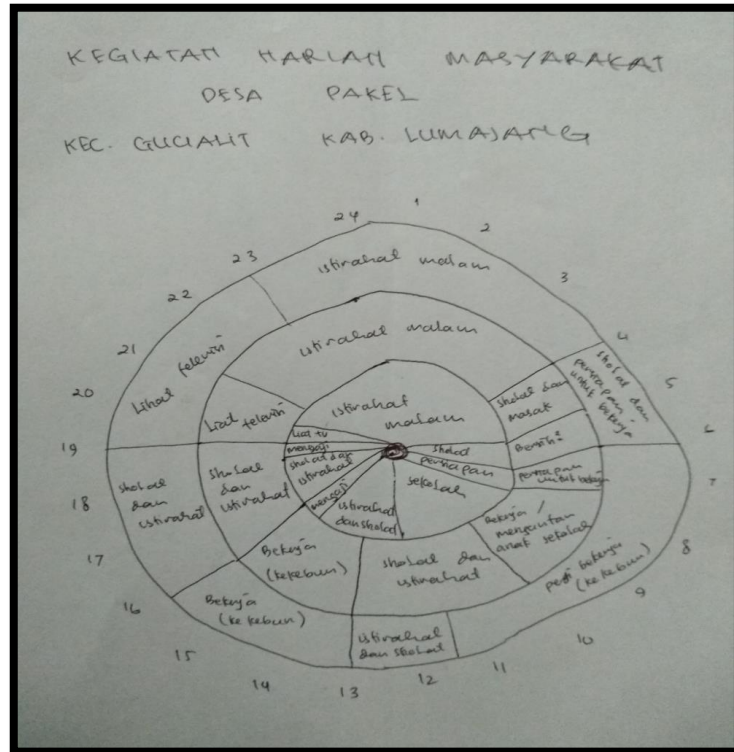 KEGIATAN HARIAN MASYARAKAT
DESA PAKEL
KEC. GUCIALIT KAB. LUMAJANG
24
1
2
3
4
5
6
7
8
9
10
11
12
13
14
15
16
17
18
19
20
21
22
23
istirahat malam
sholat dan
persiapan
untuk bekerja
pergi bekerja
(ke kebun)
istirahat
dan sholat
Bekerja
(ke kebun)
sholat
dan
istirahat
Lihat televisi
istirahat malam
sholat dan
masak
Bersih²
persiapan
untuk bekerja
Bekerja /
mengantar
anak sekolah
sholat dan
istirahat
Bekerja
(kekebun)
sholat
dan
istirahat
Liat televisi
istirahat
malam
sholat
persiapan
sekolah
istirahat
dan sholat
mengaji
sholat dan
istirahat
mengaji
Liat tv